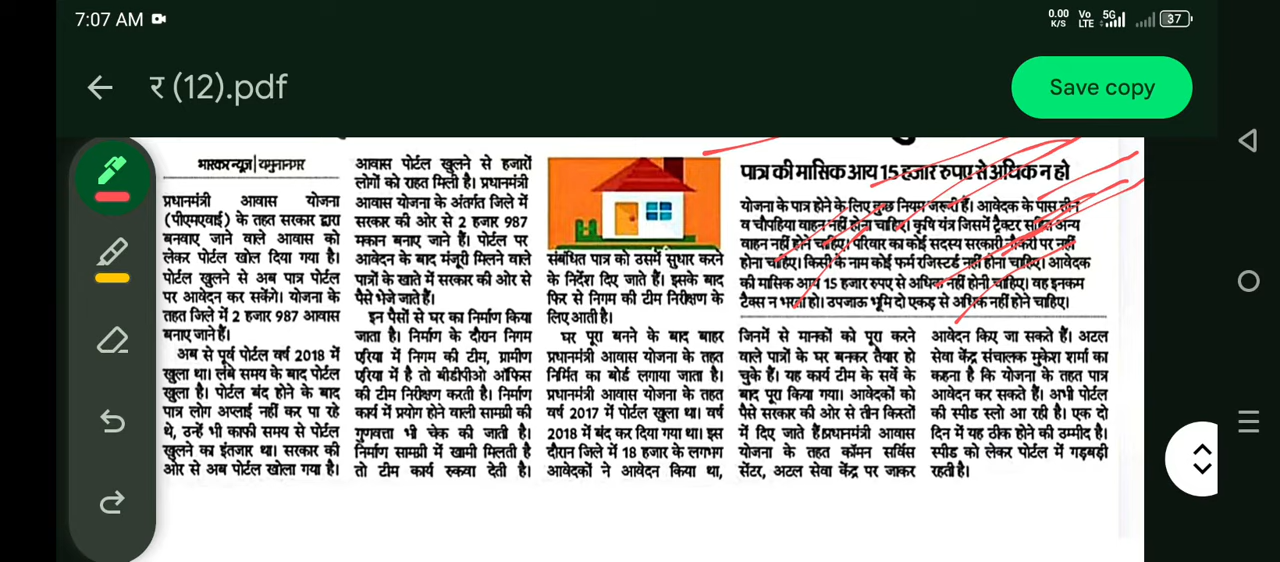 7:07 AM
0.00 K/S Vo LTE 5G 37
र (12).pdf
Save copy
भास्कर न्यूज | यमुनानगर
प्रधानमंत्री आवास योजना
(पीएमएवाई) के तहत सरकार द्वारा
बनवाए जाने वाले आवास को
लेकर पोर्टल खोल दिया गया है।
पोर्टल खुलने से अब पात्र पोर्टल
पर आवेदन कर सकेंगे। योजना के
तहत जिले में 2 हजार 987 आवास
बनाए जाने हैं।
अब से पूर्व पोर्टल वर्ष 2018 में
खुला था। लंबे समय के बाद पोर्टल
खुला है। पोर्टल बंद होने के बाद
पात्र लोग अप्लाई नहीं कर पा रहे
थे, उन्हें भी काफी समय से पोर्टल
खुलने का इंतजार था। सरकार की
ओर से अब पोर्टल खोला गया है।
आवास पोर्टल खुलने से हजारों
लोगों को राहत मिली है। प्रधानमंत्री
आवास योजना के अंतर्गत जिले में
सरकार की ओर से 2 हजार 987
मकान बनाए जाने हैं। पोर्टल पर
आवेदन के बाद मंजूरी मिलने वाले
पात्रों के खाते में सरकार की ओर से
पैसे भेजे जाते हैं।
इन पैसों से घर का निर्माण किया
जाता है। निर्माण के दौरान निगम
एरिया में निगम की टीम, ग्रामीण
एरिया में है तो बीडीपीओ ऑफिस
की टीम निरीक्षण करती है। निर्माण
कार्य में प्रयोग होने वाली सामग्री की
गुणवत्ता भी चेक की जाती है।
निर्माण सामग्री में खामी मिलती है
तो टीम कार्य रुकवा देती है।
संबंधित पात्र को उसमें सुधार करने
के निर्देश दिए जाते हैं। इसके बाद
फिर से निगम की टीम निरीक्षण के
लिए आती है।
घर पूरा बनने के बाद बाहर
प्रधानमंत्री आवास योजना के तहत
निर्मित का बोर्ड लगाया जाता है।
प्रधानमंत्री आवास योजना के तहत
वर्ष 2017 में पोर्टल खुला था। वर्ष
2018 में बंद कर दिया गया था। इस
दौरान जिले में 18 हजार के लगभग
आवेदकों ने आवेदन किया था,
पात्र की मासिक आय 15 हजार रुपए से अधिक न हो
योजना के पात्र होने के लिए कुछ नियम जरूरी हैं। आवेदक के पास तीन
व चौपहिया वाहन नहीं होना चाहिए। कृषि यंत्र जिसमें ट्रैक्टर सहित अन्य
वाहन नहीं होने चाहिए। परिवार का कोई सदस्य सरकारी नौकरी पर नहीं
होना चाहिए। किसी के नाम कोई फर्म रजिस्टर्ड नहीं होना चाहिए। आवेदक
की मासिक आय 15 हजार रुपए से अधिक नहीं होनी चाहिए। वह इनकम
टैक्स न भरता हो। उपजाऊ भूमि दो एकड़ से अधिक नहीं होने चाहिए।
जिनमें से मानकों को पूरा करने
वाले पात्रों के घर बनकर तैयार हो
चुके हैं। यह कार्य टीम के सर्वे के
बाद पूरा किया गया। आवेदकों को
पैसे सरकार की ओर से तीन किस्तों
में दिए जाते हैं।प्रधानमंत्री आवास
योजना के तहत कॉमन सर्विस
सेंटर, अटल सेवा केंद्र पर जाकर
आवेदन किए जा सकते हैं। अटल
सेवा केंद्र संचालक मुकेश शर्मा का
कहना है कि योजना के तहत पात्र
आवेदन कर सकते हैं। अभी पोर्टल
की स्पीड स्लो आ रही है। एक दो
दिन में यह ठीक होने की उम्मीद है।
स्पीड को लेकर पोर्टल में गड़बड़ी
रहती है।